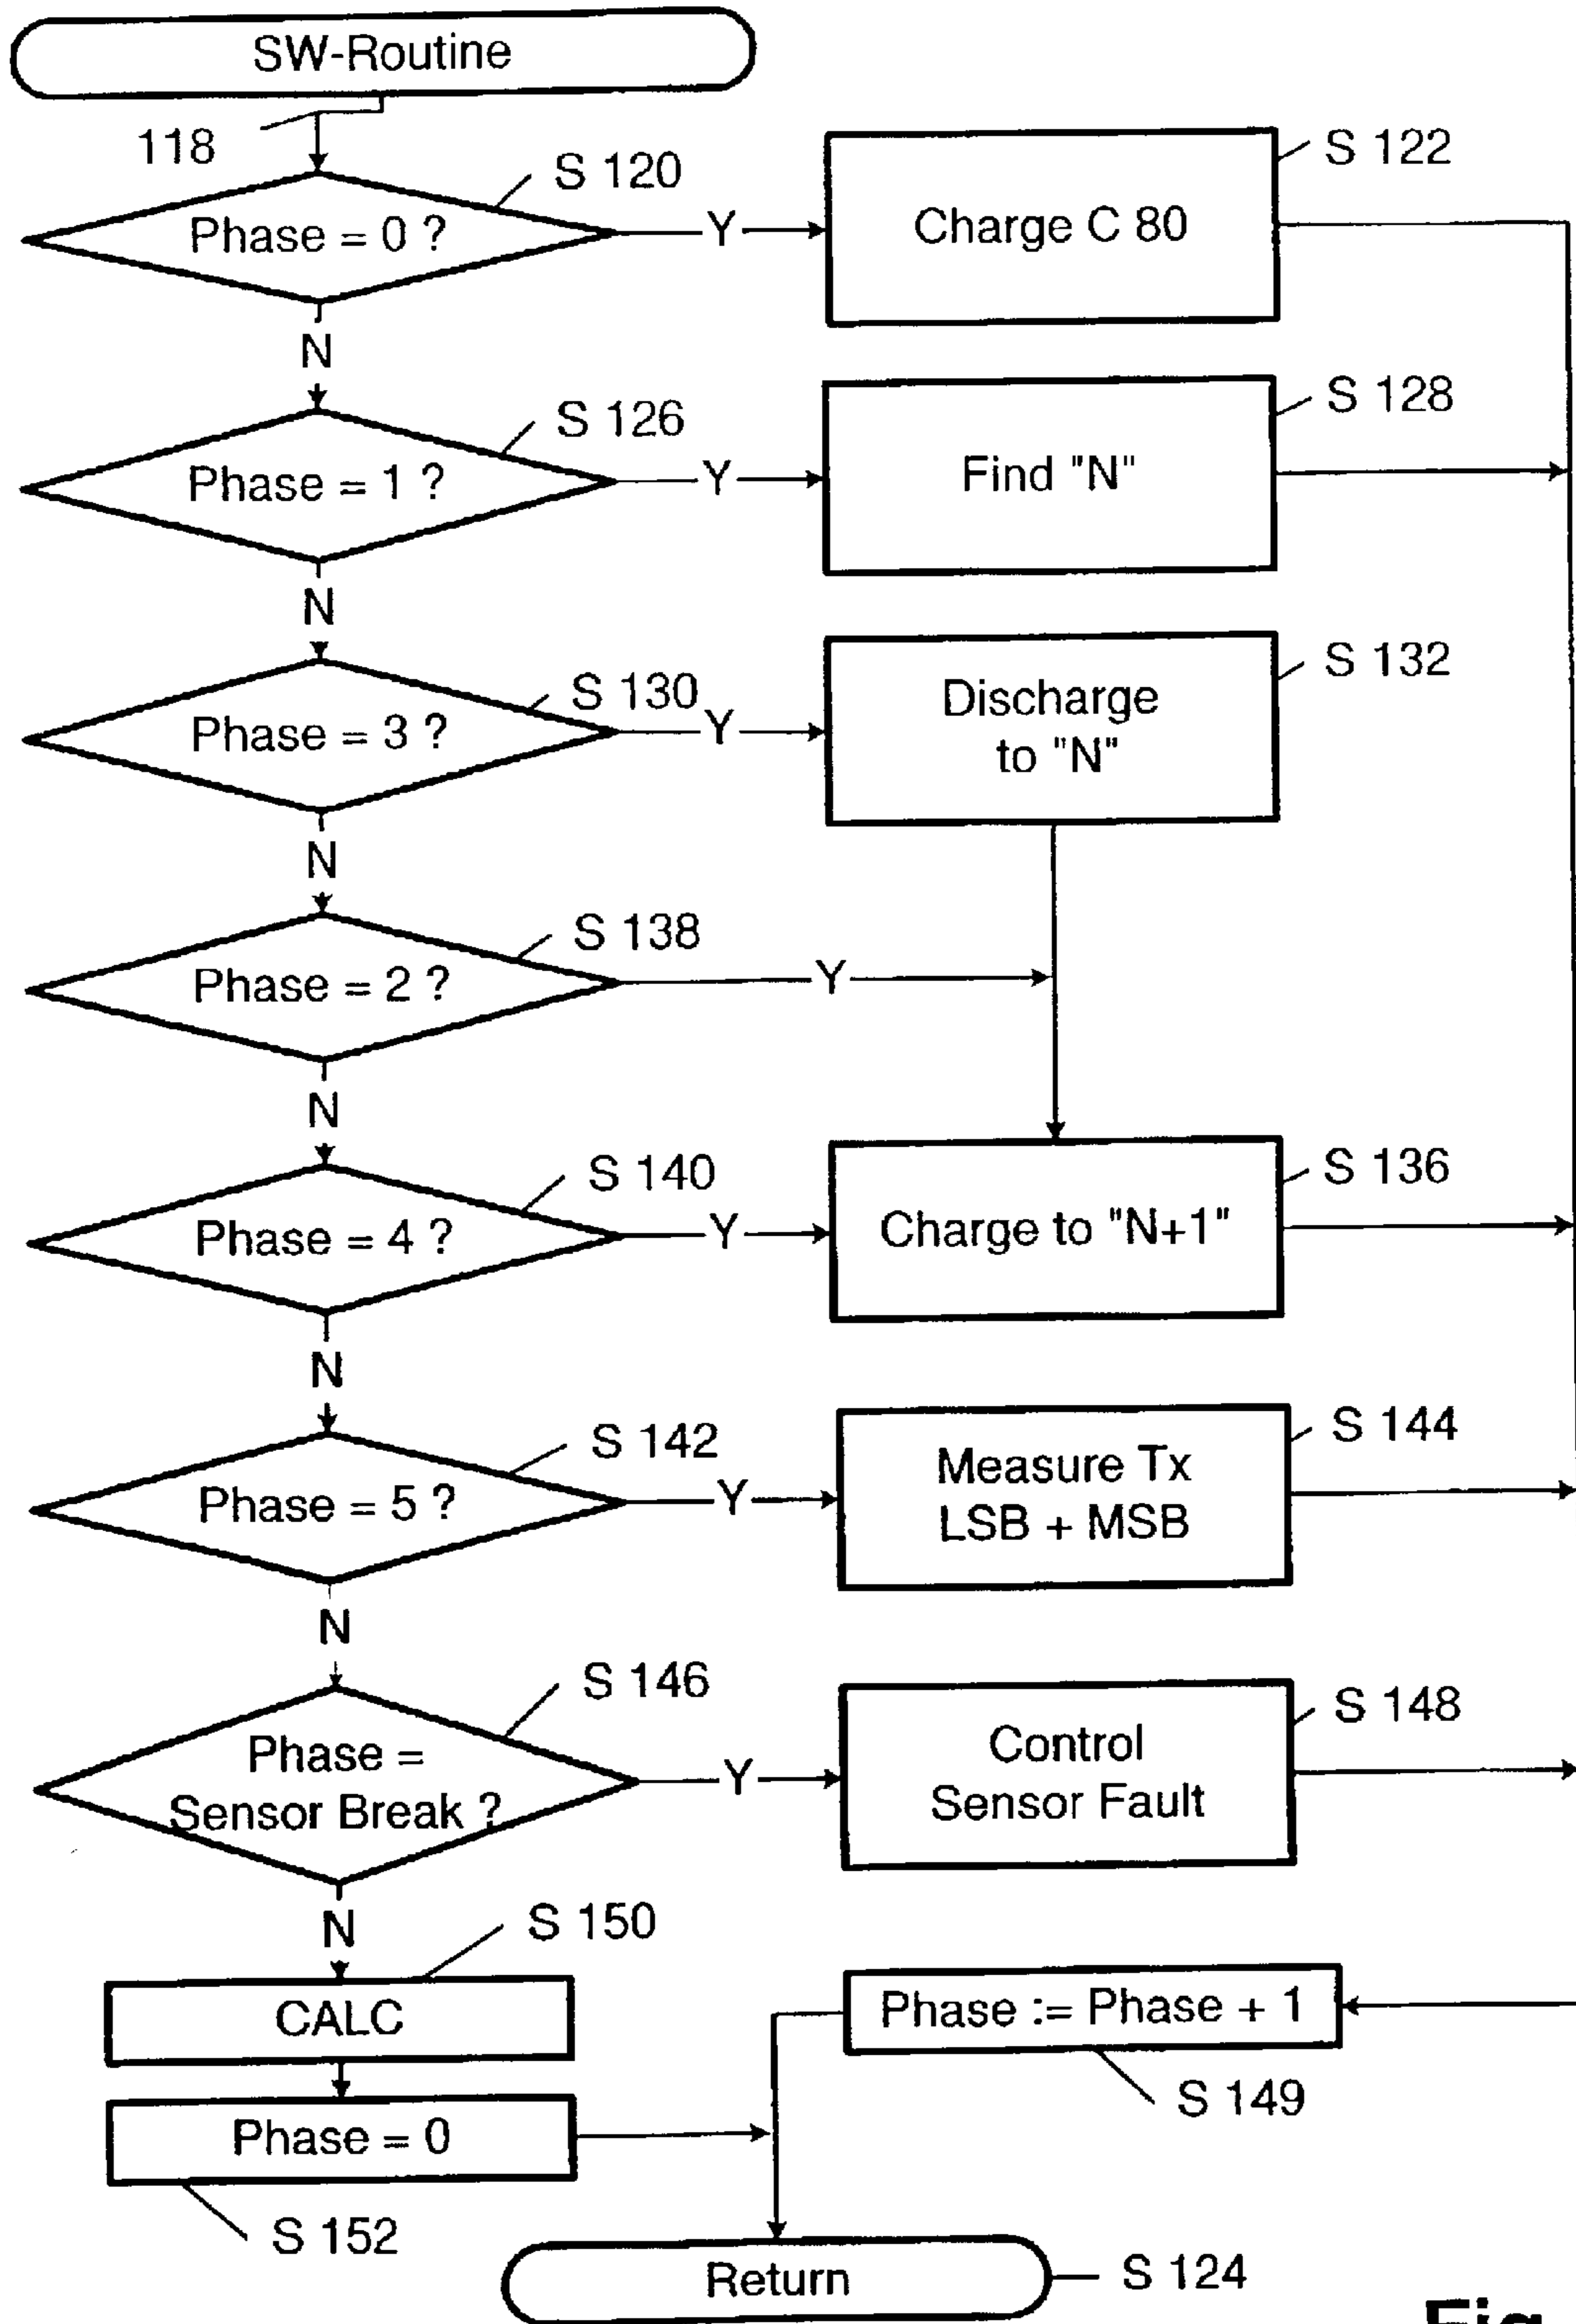 SW-Routine
118
S 120
Phase = 0 ?
Y
Charge C 80
S 122
N
S 126
Phase = 1 ?
Y
Find "N"
S 128
N
S 130
Phase = 3 ?
Y
Discharge
to "N"
S 132
N
S 138
Phase = 2 ?
Y
N
S 140
Phase = 4 ?
Y
Charge to "N+1"
S 136
N
S 142
Phase = 5 ?
Y
Measure Tx
LSB + MSB
S 144
N
S 146
Phase =
Sensor Break ?
Y
Control
Sensor Fault
S 148
N
S 150
CALC
Phase := Phase + 1
S 149
Phase = 0
S 152
Return
S 124